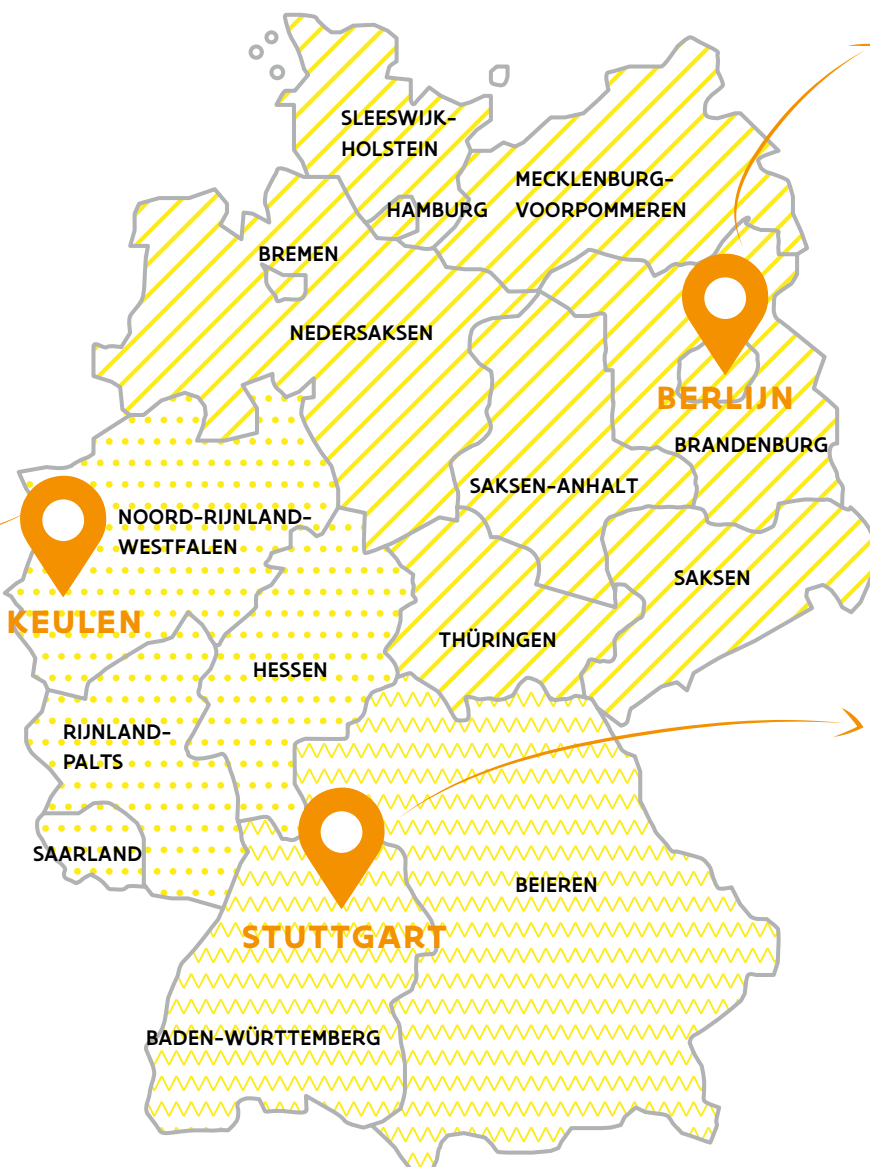 SLEESWIJK-
HOLSTEIN
MECKLENBURG-
VOORPOMMEREN
HAMBURG
BREMEN
NEDERSAKSEN
BERLIJN
BRANDENBURG
SAKSEN-ANHALT
NOORD-RIJNLAND-
WESTFALEN
SAKSEN
KEULEN
THÜRINGEN
HESSEN
RIJNLAND-
PALTS
SAARLAND
BEIEREN
STUTTGART
BADEN-WÜRTTEMBERG